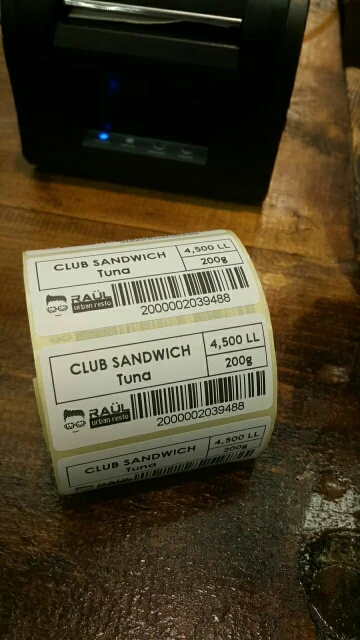 CLUB SANDWICH
Tuna
4,500 LL
200g
RAÜL
urban resto
2000002039488
CLUB SANDWICH
Tuna
4,500 LL
200g
RAÜL
urban resto
2000002039488
CLUB SANDWICH
Tuna
4,500 LL
200g
RAÜL